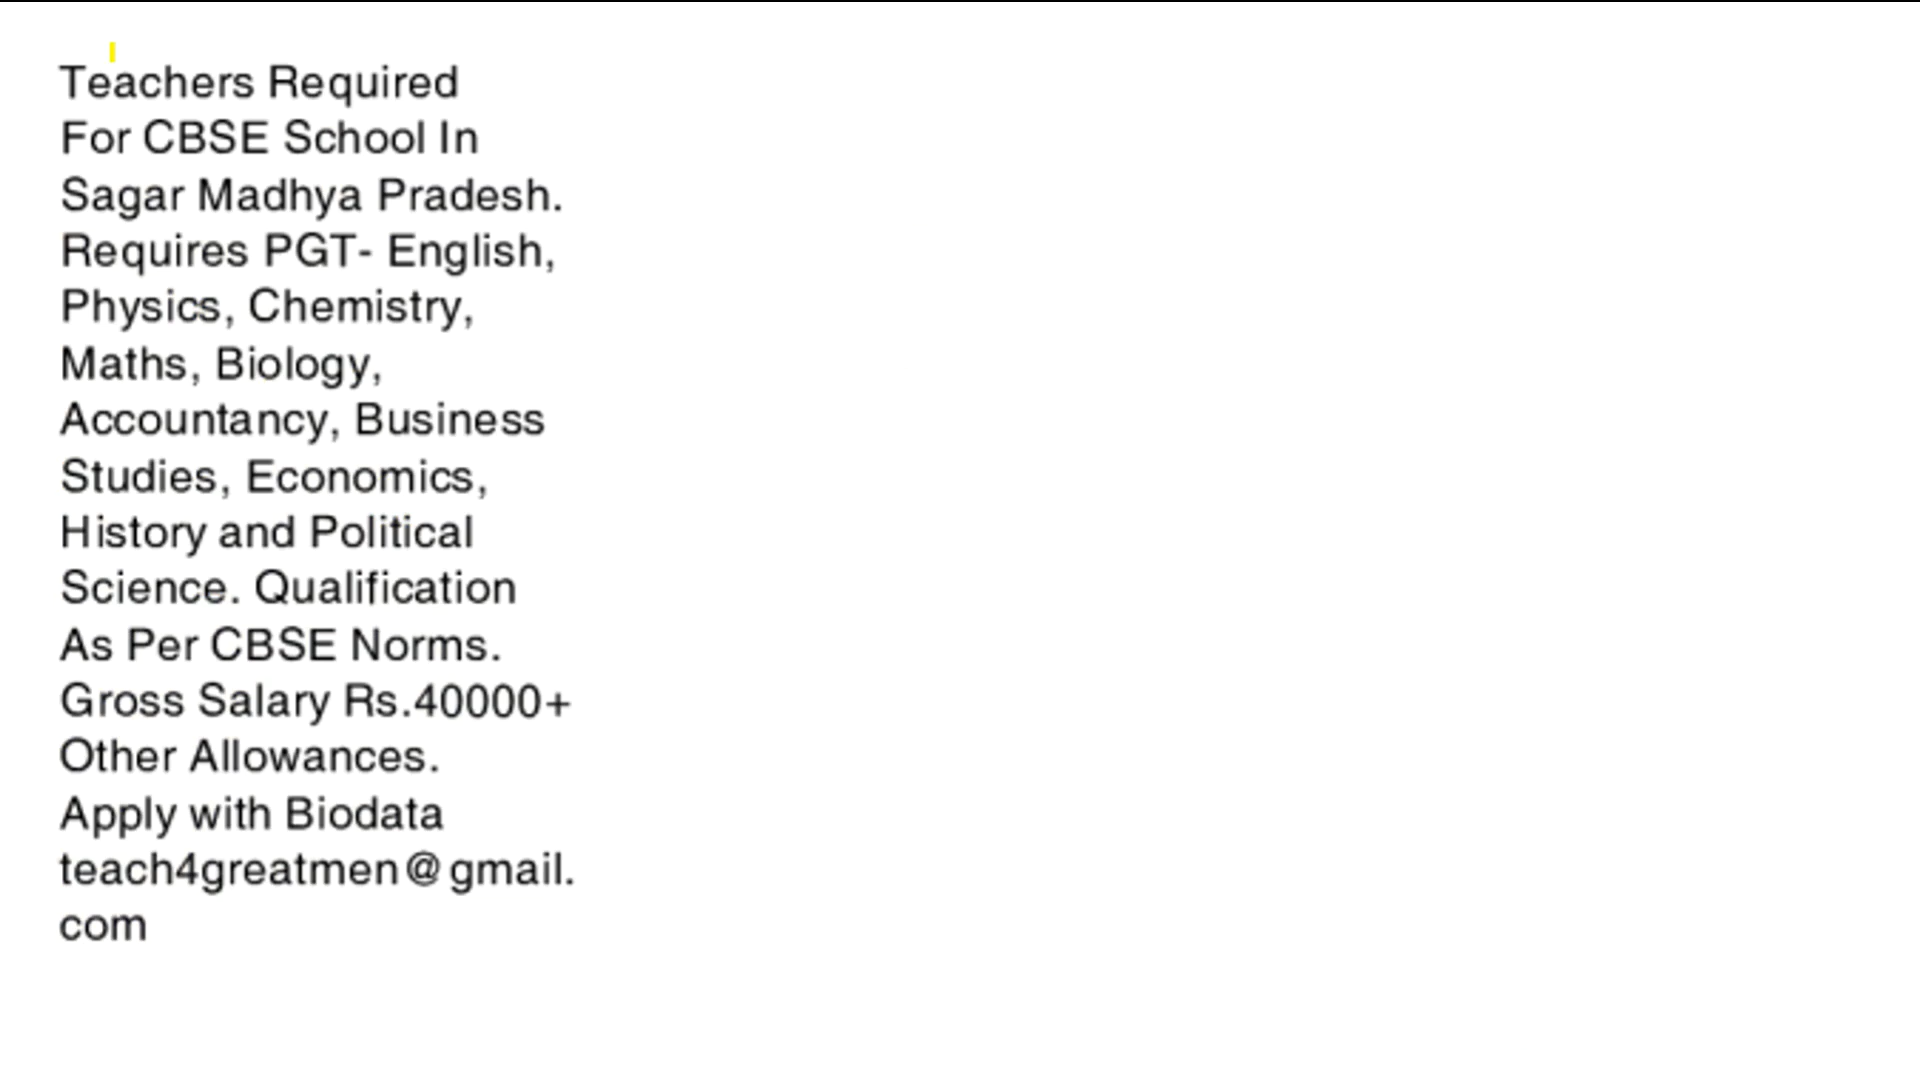 Teachers Required
For CBSE School In
Sagar Madhya Pradesh.
Requires PGT- English,
Physics, Chemistry,
Maths, Biology,
Accountancy, Business
Studies, Economics,
History and Political
Science. Qualification
As Per CBSE Norms.
Gross Salary Rs.40000+
Other Allowances.
Apply with Biodata
teach4greatmen@gmail.
com